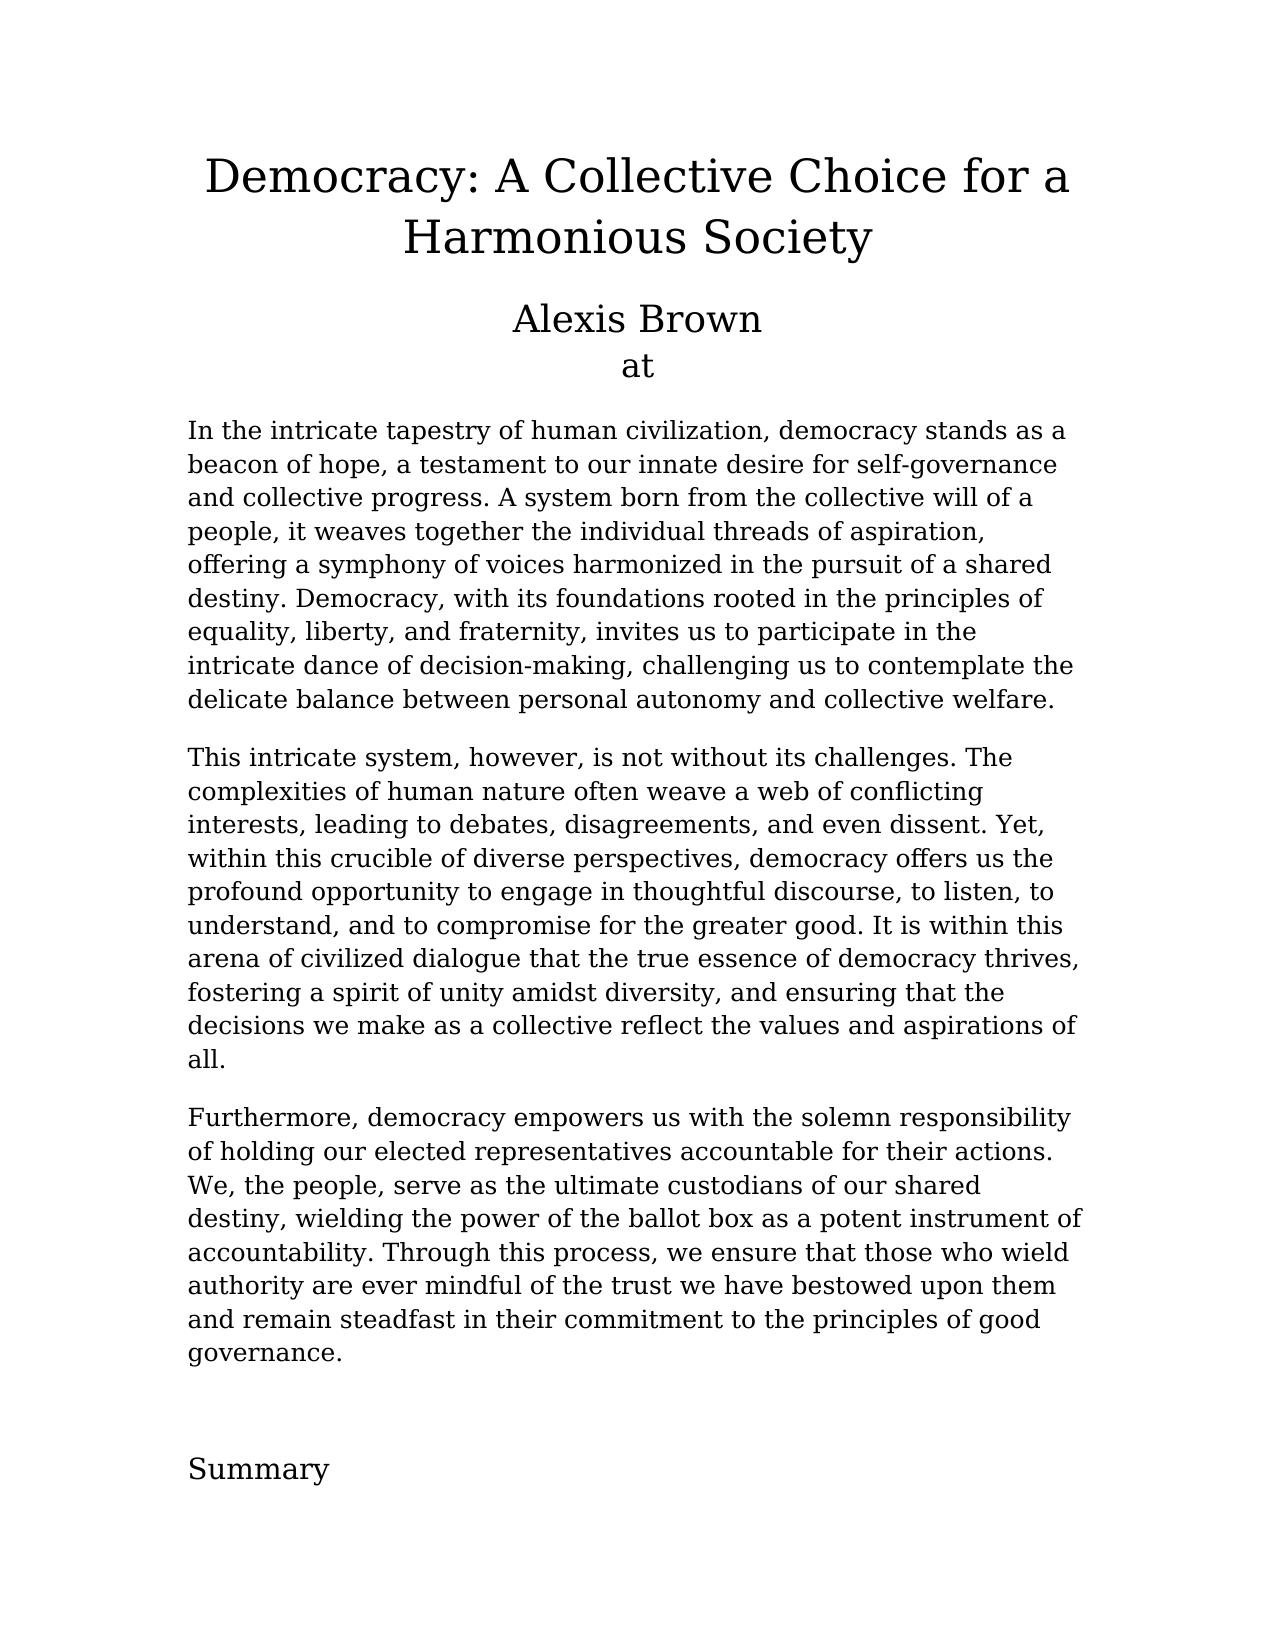 Democracy: A Collective Choice for a
Harmonious Society
Alexis Brown
at
In the intricate tapestry of human civilization, democracy stands as a
beacon of hope, a testament to our innate desire for self-governance
and collective progress. A system born from the collective will of a
people, it weaves together the individual threads of aspiration,
offering a symphony of voices harmonized in the pursuit of a shared
destiny. Democracy, with its foundations rooted in the principles of
equality, liberty, and fraternity, invites us to participate in the
intricate dance of decision-making, challenging us to contemplate the
delicate balance between personal autonomy and collective welfare.
This intricate system, however, is not without its challenges. The
complexities of human nature often weave a web of conflicting
interests, leading to debates, disagreements, and even dissent. Yet,
within this crucible of diverse perspectives, democracy offers us the
profound opportunity to engage in thoughtful discourse, to listen, to
understand, and to compromise for the greater good. It is within this
arena of civilized dialogue that the true essence of democracy thrives,
fostering a spirit of unity amidst diversity, and ensuring that the
decisions we make as a collective reflect the values and aspirations of
all.
Furthermore, democracy empowers us with the solemn responsibility
of holding our elected representatives accountable for their actions.
We, the people, serve as the ultimate custodians of our shared
destiny, wielding the power of the ballot box as a potent instrument of
accountability. Through this process, we ensure that those who wield
authority are ever mindful of the trust we have bestowed upon them
and remain steadfast in their commitment to the principles of good
governance.
Summary